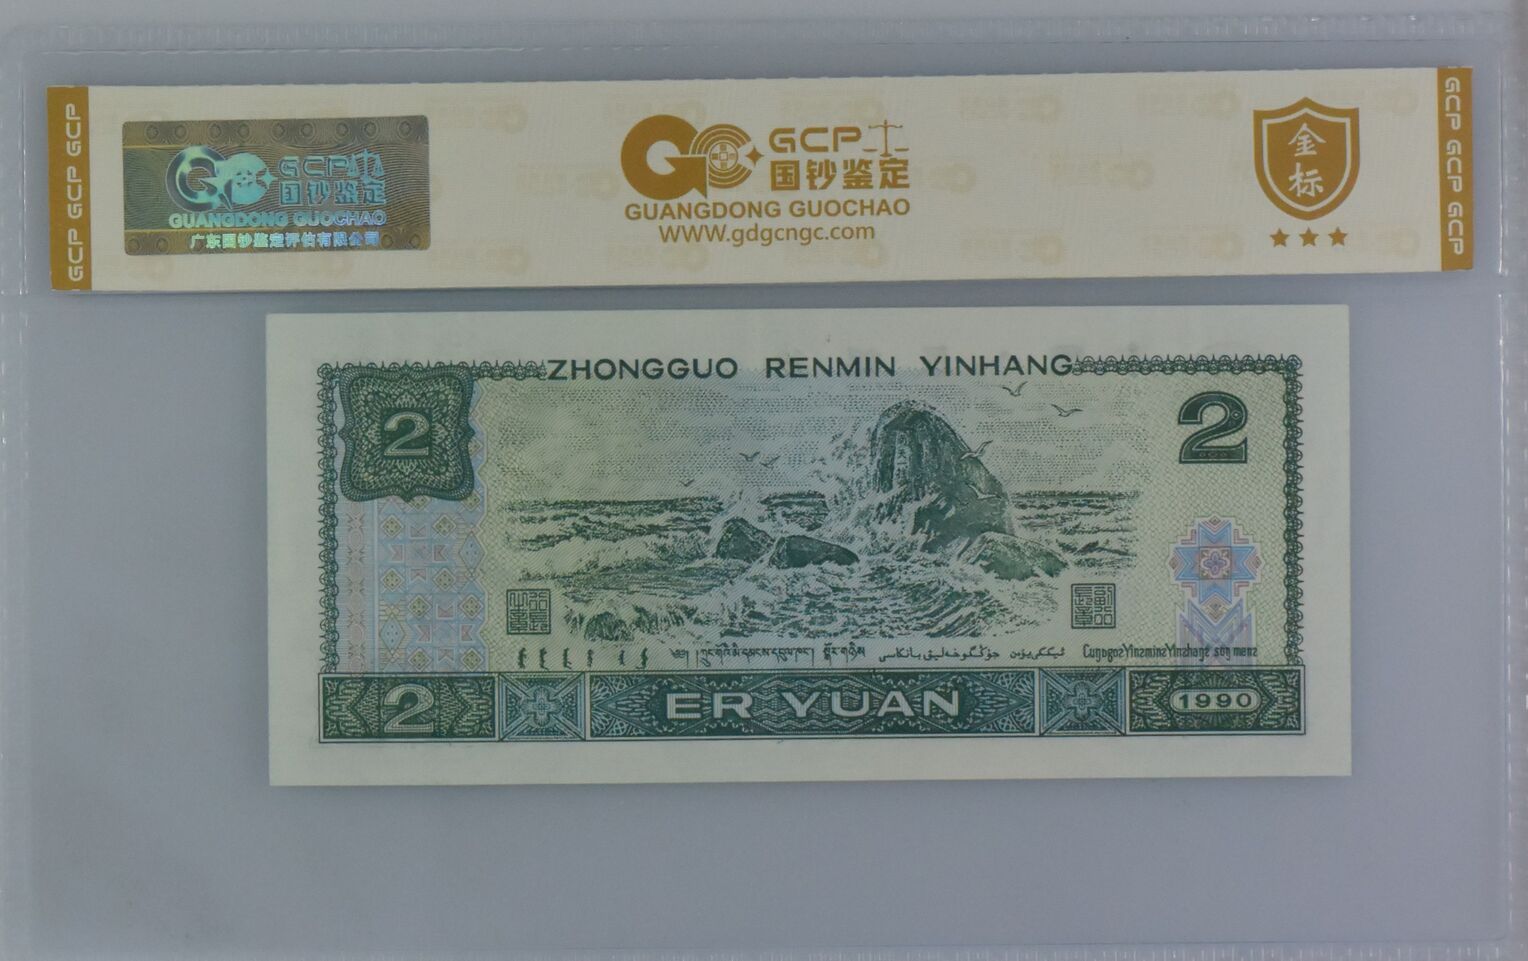 GCP GCP GCP
GCP
国钞鉴定
GUANGDONG GUOCHAO
广东国钞鉴定评估有限公司
GCP
国钞鉴定
GUANGDONG GUOCHAO
WWW.gdgcngc.com
金标
GCP GCP GCP
ZHONGGUO RENMIN YINHANG
2
2
2
ER YUAN
1990